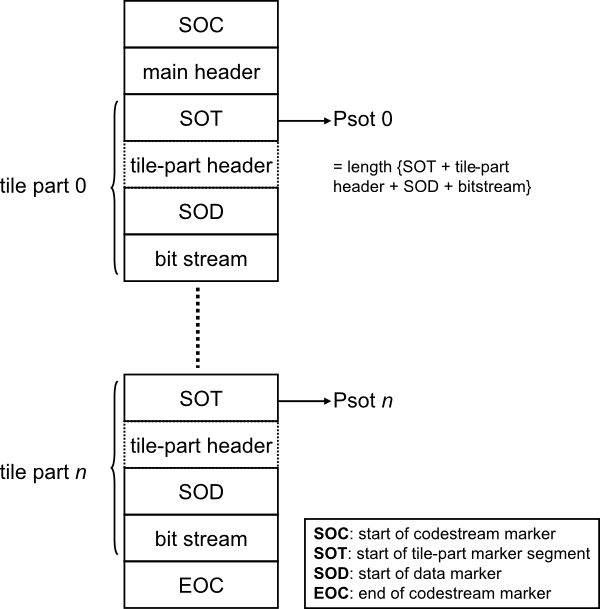 SOC
main header
SOT
Psot 0
tile-part header
= length {SOT + tile-part
header + SOD + bitstream}
tile part 0
SOD
bit stream
SOT
Psot n
tile-part header
tile part n
SOD
bit stream
EOC
SOC: start of codestream marker
SOT: start of tile-part marker segment
SOD: start of data marker
EOC: end of codestream marker